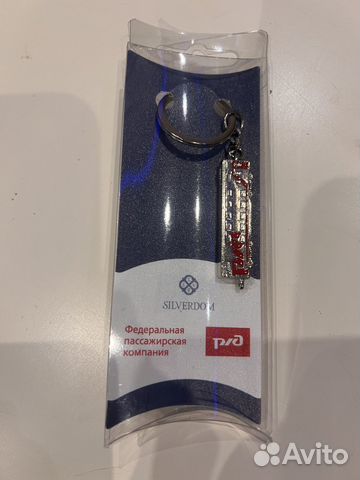 SILVERDOM
Федеральная
пассажирская
компания
ржд
Avito